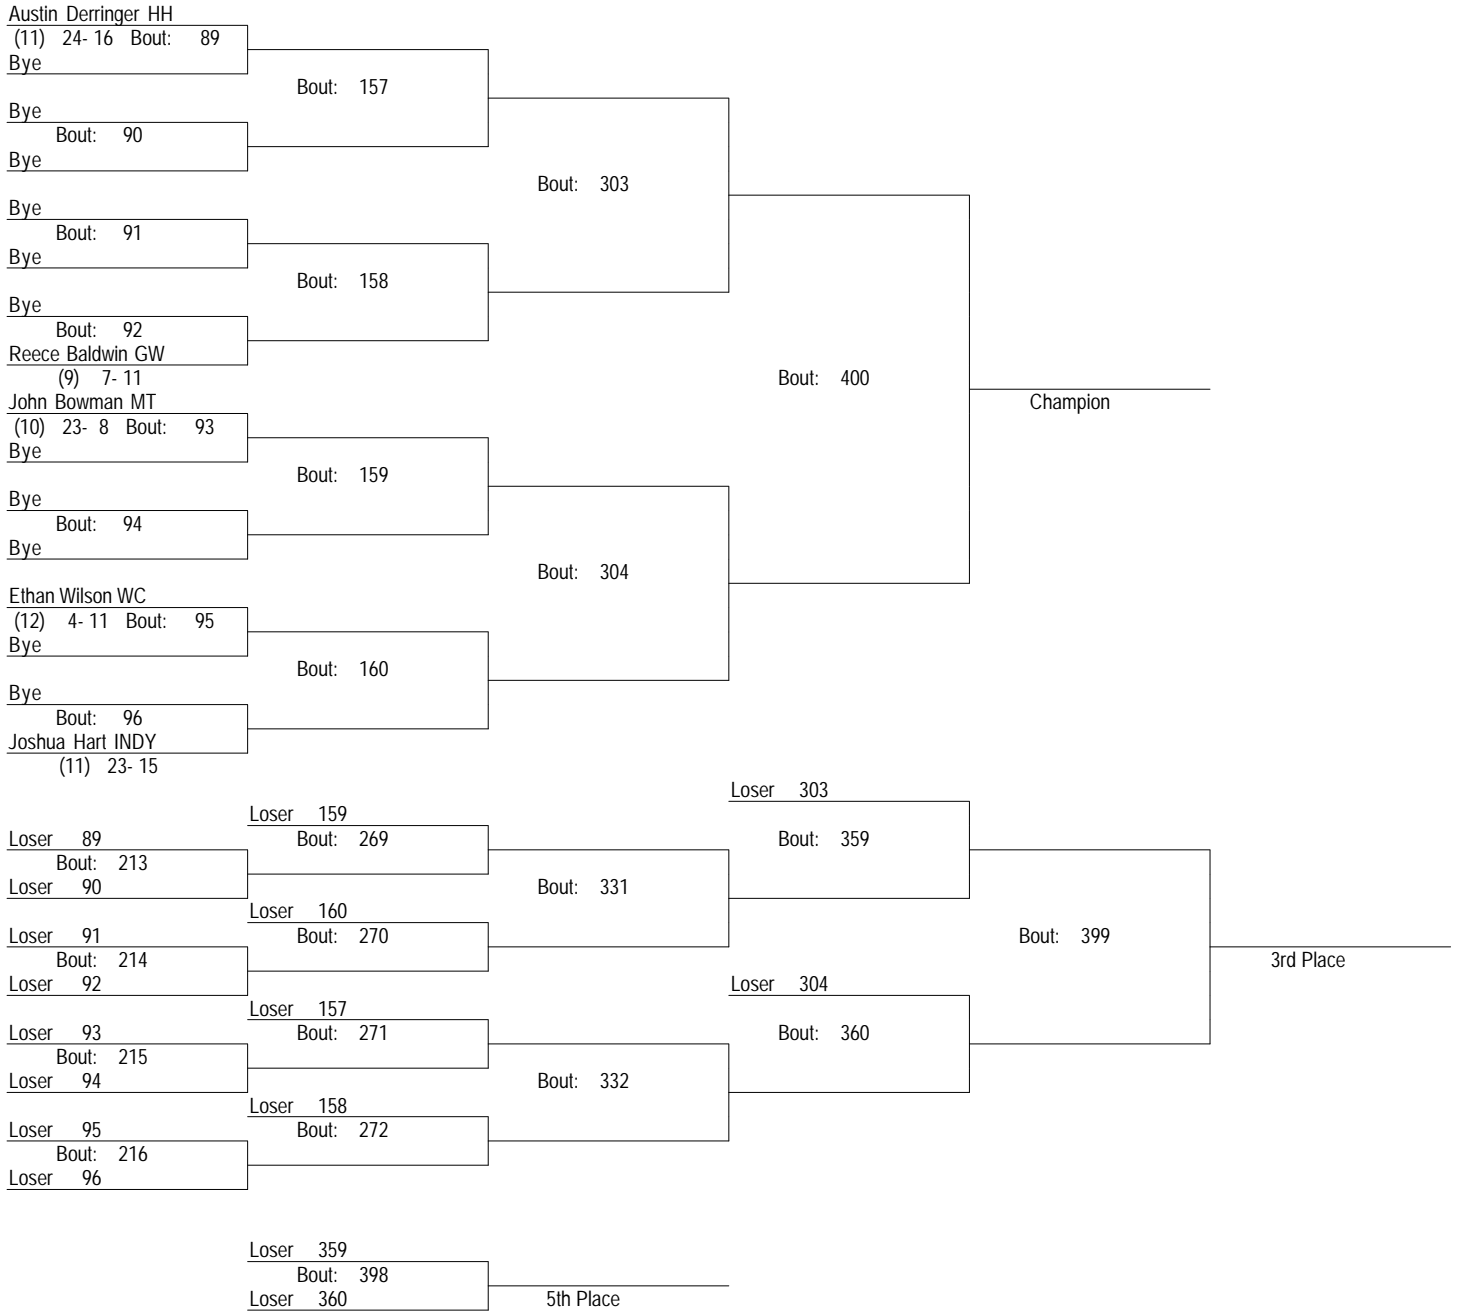 Austin Derringer HH
(11) 24- 16 Bout: 89
Bye
Bout: 157
Bye
Bout: 90
Bye
Bout: 303
Bye
Bout: 91
Bye
Bout: 158
Bye
Bout: 92
Reece Baldwin GW
(9) 7- 11
Bout: 400
John Bowman MT
Champion
(10) 23- 8 Bout: 93
Bye
Bout: 159
Bye
Bout: 94
Bye
Bout: 304
Ethan Wilson WC
(12) 4- 11 Bout: 95
Bye
Bout: 160
Bye
Bout: 96
Joshua Hart INDY
(11) 23- 15
Loser 303
Loser 159
Loser 89
Bout: 269
Bout: 359
Bout: 213
Loser 90
Bout: 331
Loser 160
Loser 91
Bout: 270
Bout: 399
Bout: 214
3rd Place
Loser 92
Loser 304
Loser 157
Loser 93
Bout: 271
Bout: 360
Bout: 215
Loser 94
Bout: 332
Loser 158
Loser 95
Bout: 272
Bout: 216
Loser 96
Loser 359
Bout: 398
Loser 360
5th Place